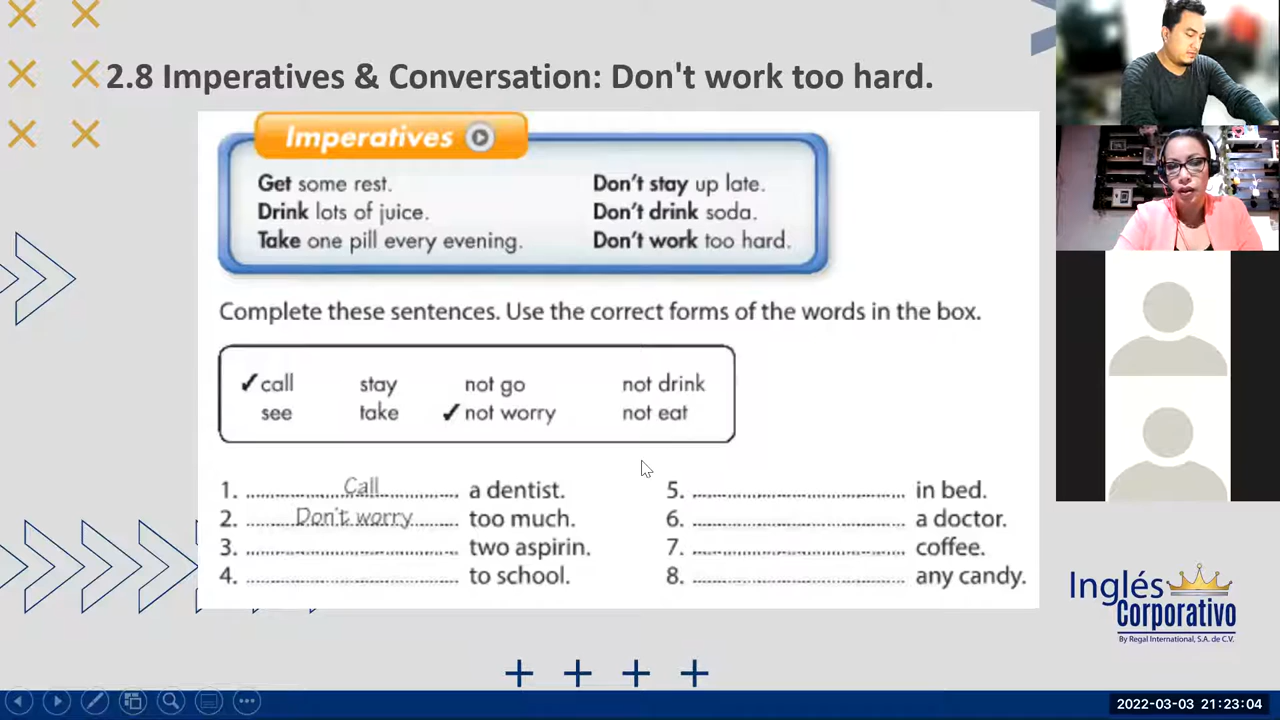 2.8 Imperatives & Conversation: Don't work too hard.
Imperatives
Get some rest.
Drink lots of juice.
Take one pill every evening.
Don't stay up late.
Don't drink soda.
Don't work too hard.
Complete these sentences. Use the correct forms of the words in the box.
✓ call stay not go not drink
see take ✓ not worry not eat
1. Call a dentist.
2. Don't worry too much.
3. two aspirin.
4. to school.
5. in bed.
6. a doctor.
7. coffee.
8. any candy.
Inglés
Corporativo
By Regal International, S.A. de C.V.
2022-03-03 21:23:04